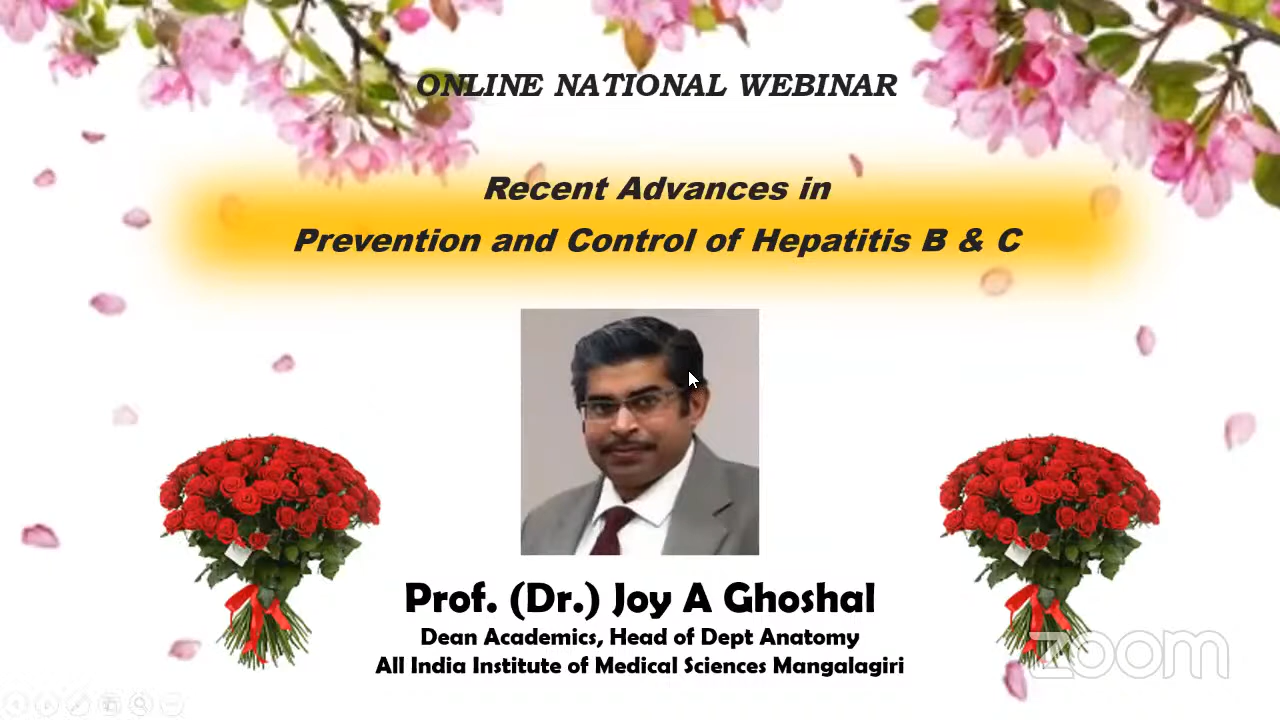 ONLINE NATIONAL WEBINAR
Recent Advances in
Prevention and Control of Hepatitis B & C
Prof. (Dr.) Joy A Ghoshal
Dean Academics, Head of Dept Anatomy
All India Institute of Medical Sciences Mangalagiri
zoom